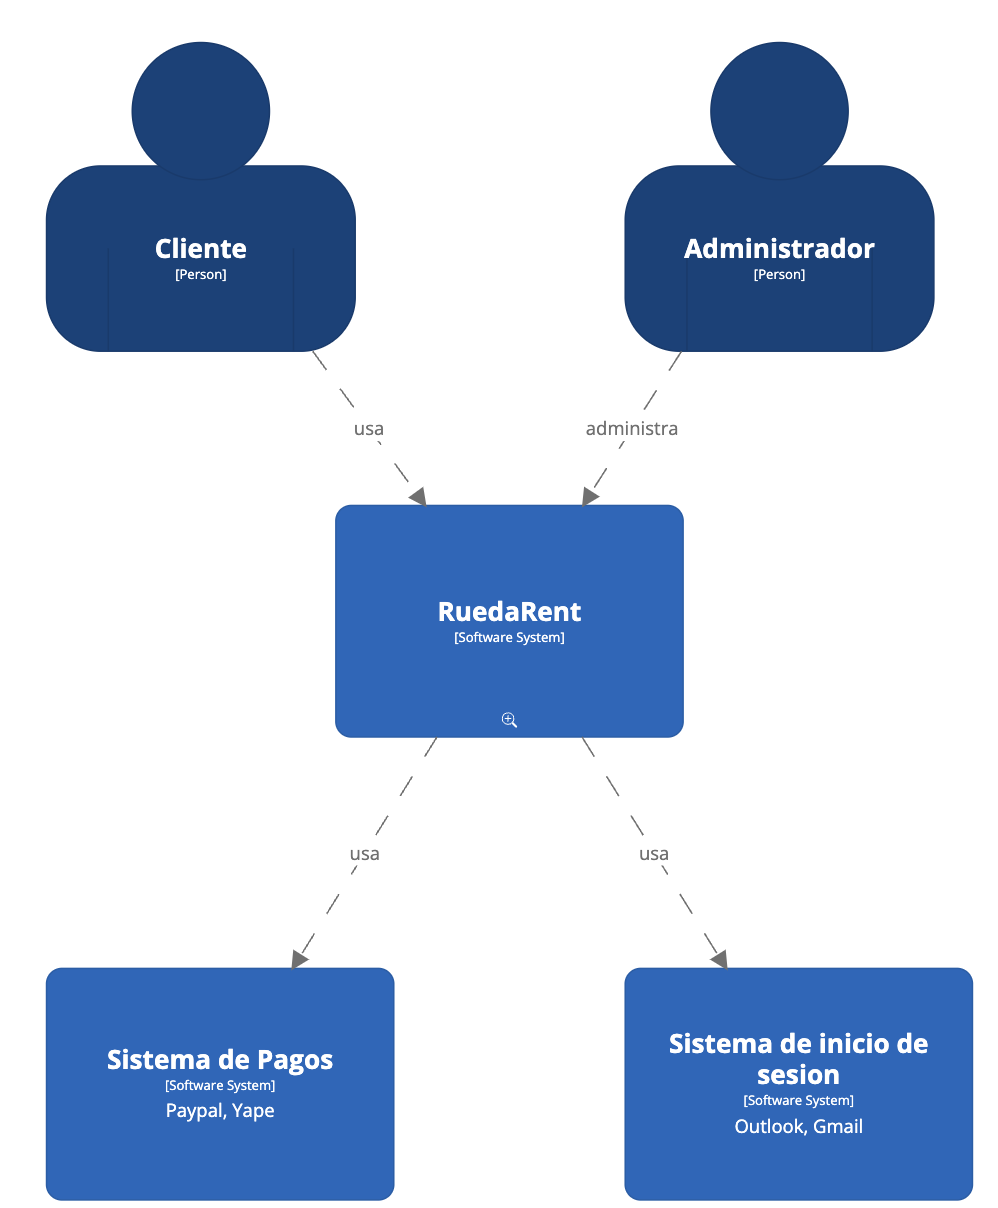 Cliente
[Person]
Administrador
[Person]
usa
administra
RuedaRent
[Software System]
usa
usa
Sistema de Pagos
[Software System]
Paypal, Yape
Sistema de inicio de
sesion
[Software System]
Outlook, Gmail